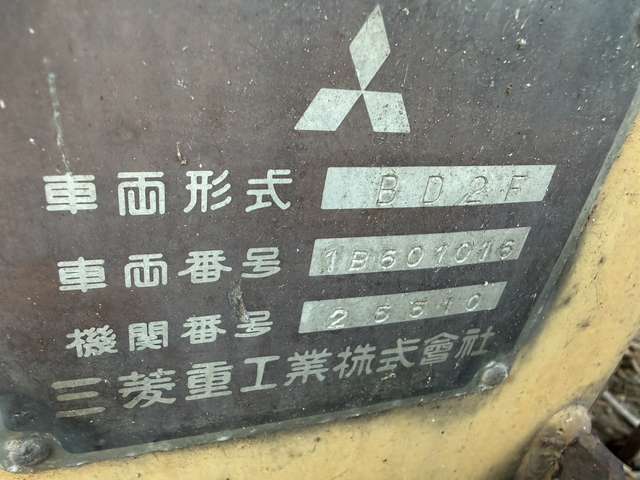 車両形式 BD2F
車両番号 1B601016
機関番号 26510
三菱重工業株式會社